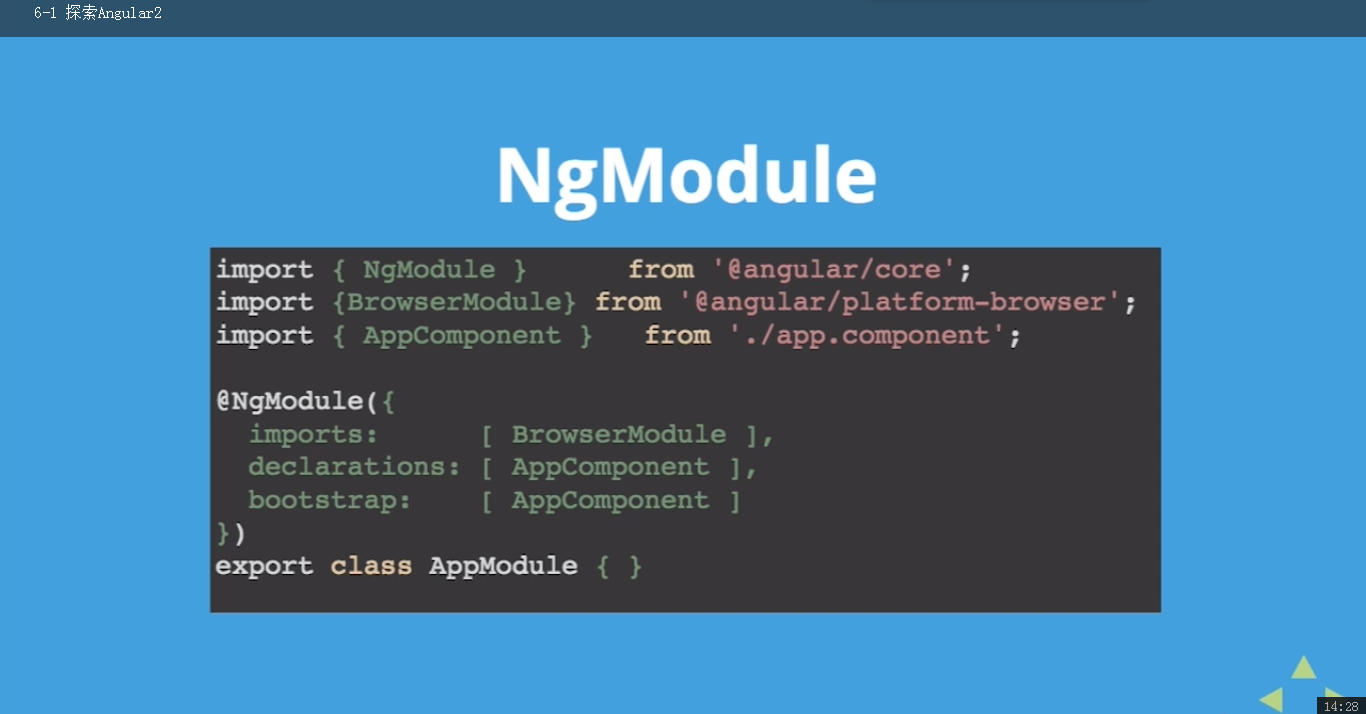 6-1 探索Angular2
NgModule
import { NgModule }      from '@angular/core';
import {BrowserModule} from '@angular/platform-browser';
import { AppComponent }   from './app.component';
@NgModule({
  imports:      [ BrowserModule ],
  declarations: [ AppComponent ],
  bootstrap:    [ AppComponent ]
})
export class AppModule { }
14:28